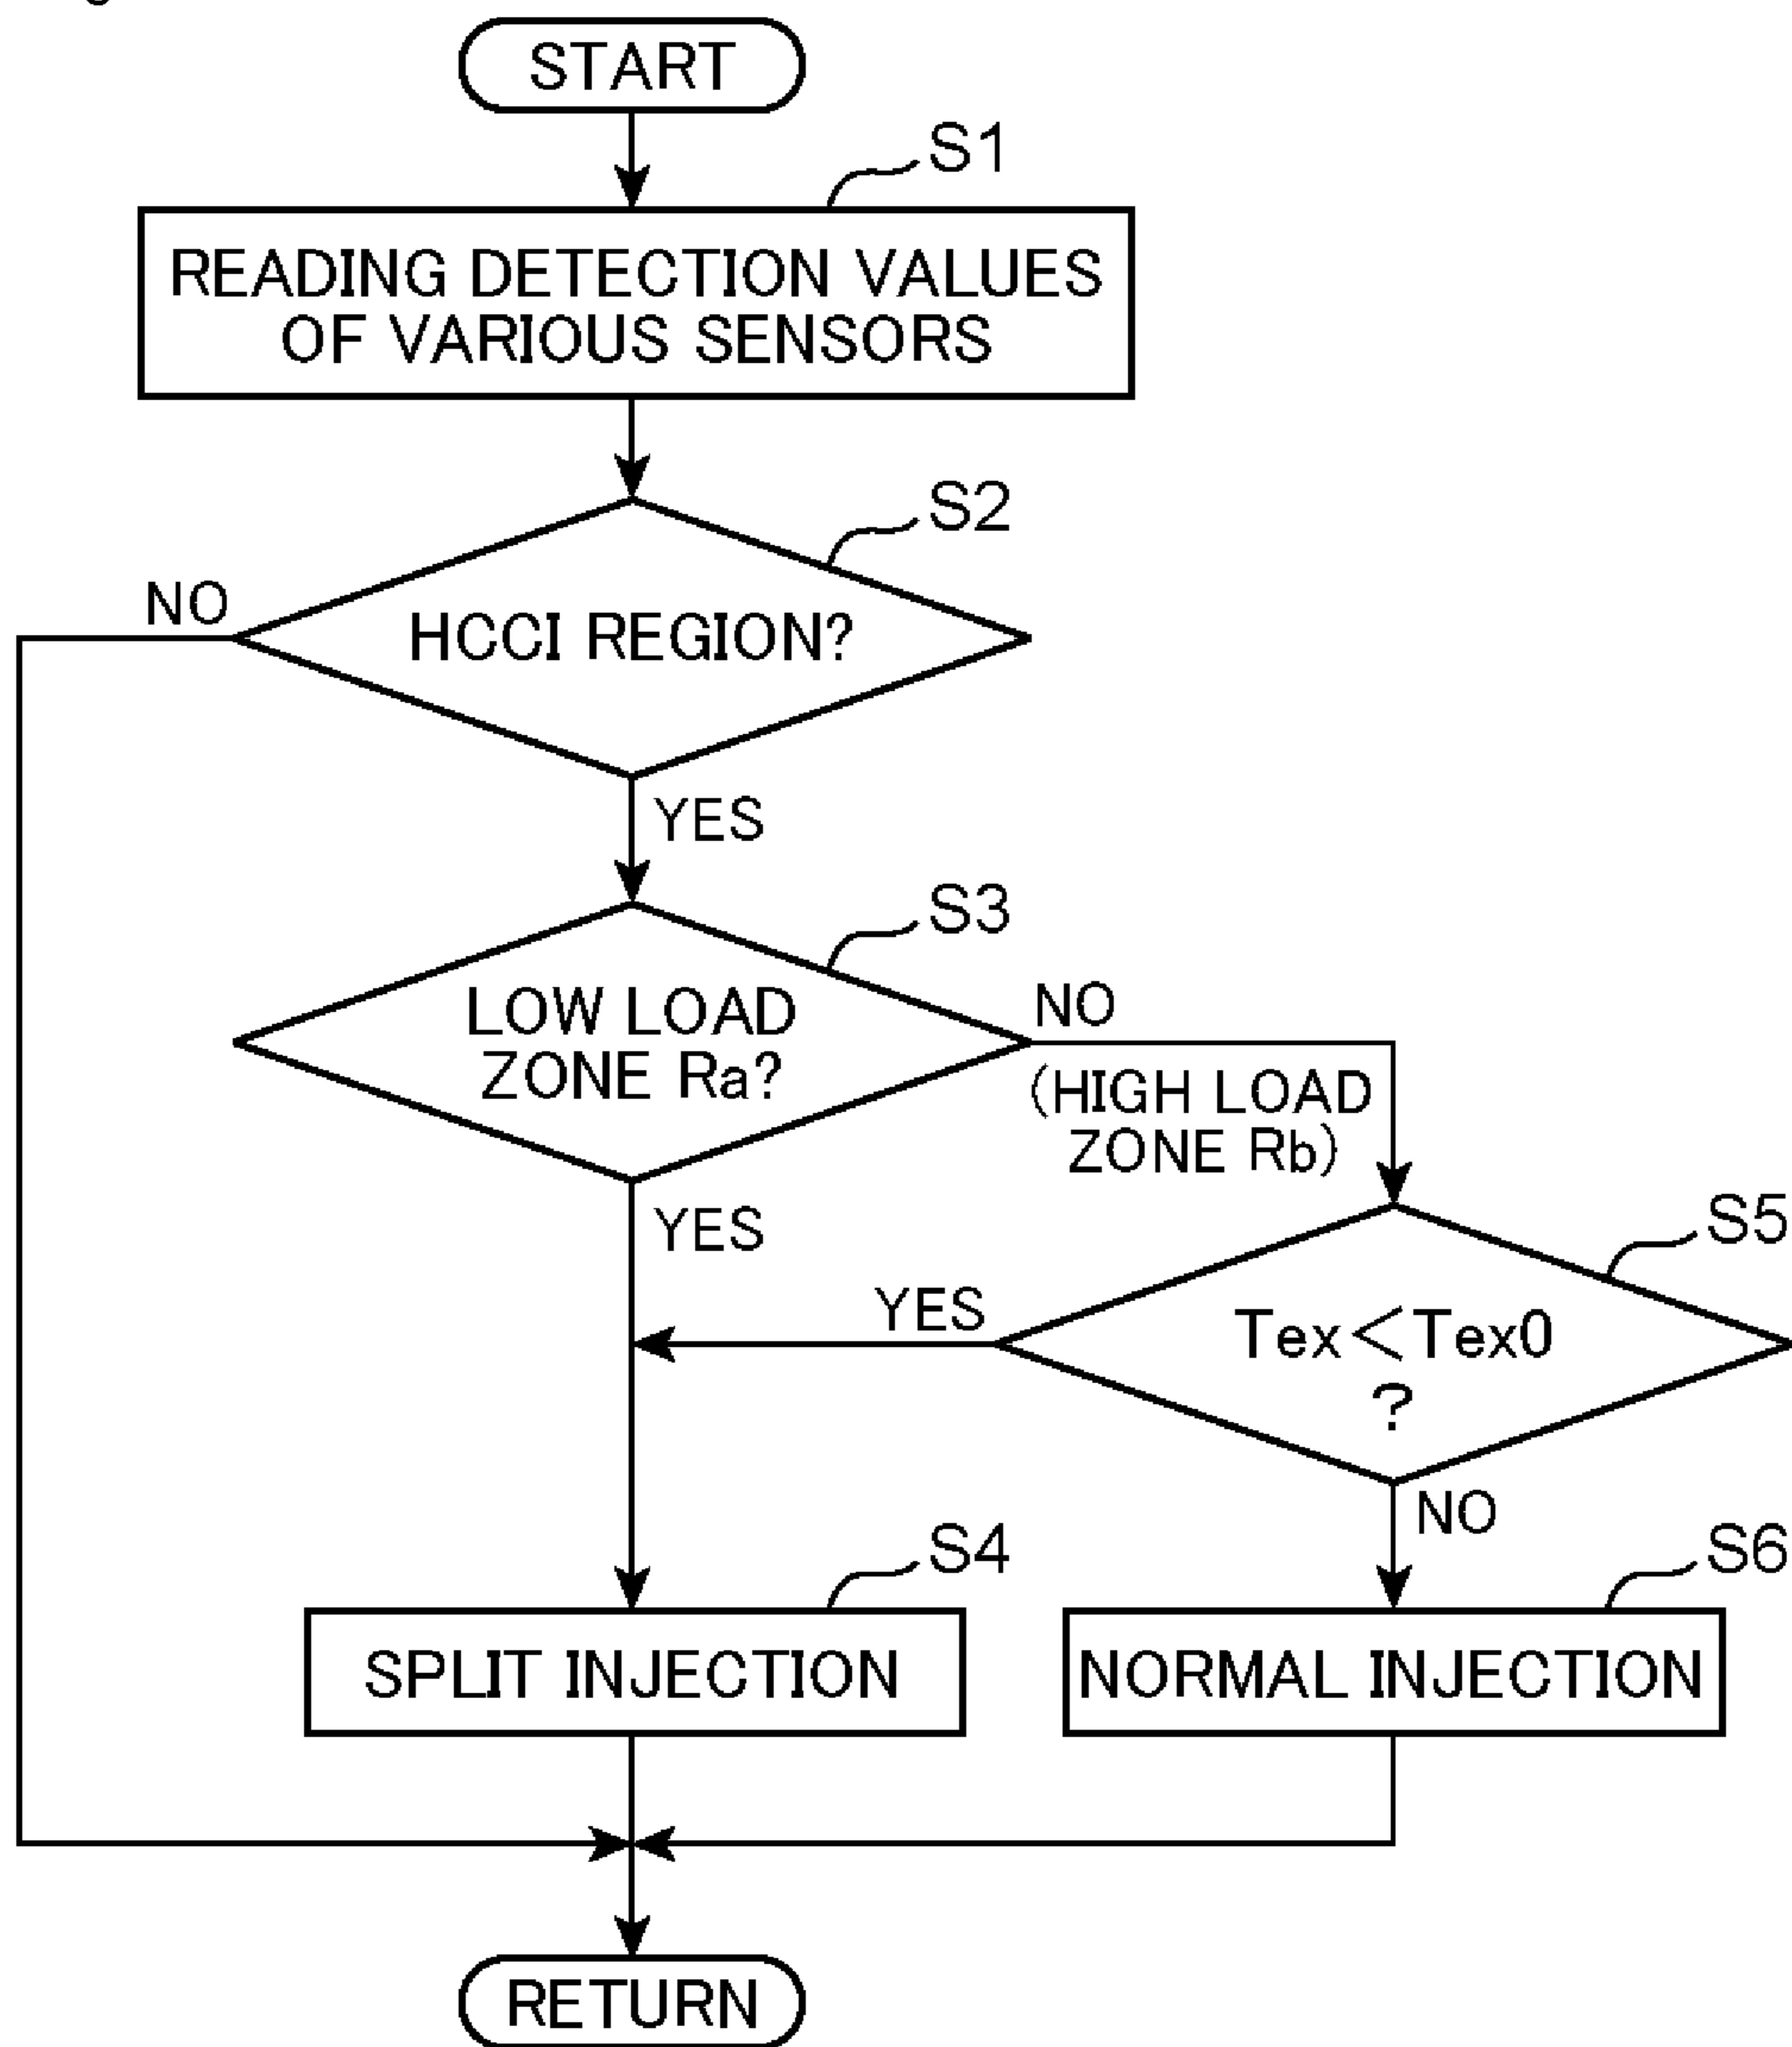 START
S1
READING DETECTION VALUES
OF VARIOUS SENSORS
S2
NO
HCCI REGION?
YES
S3
LOW LOAD
ZONE Ra?
NO
(HIGH LOAD
ZONE Rb)
YES
S5
YES
Tex<Tex0
?
NO
S4
S6
SPLIT INJECTION
NORMAL INJECTION
RETURN